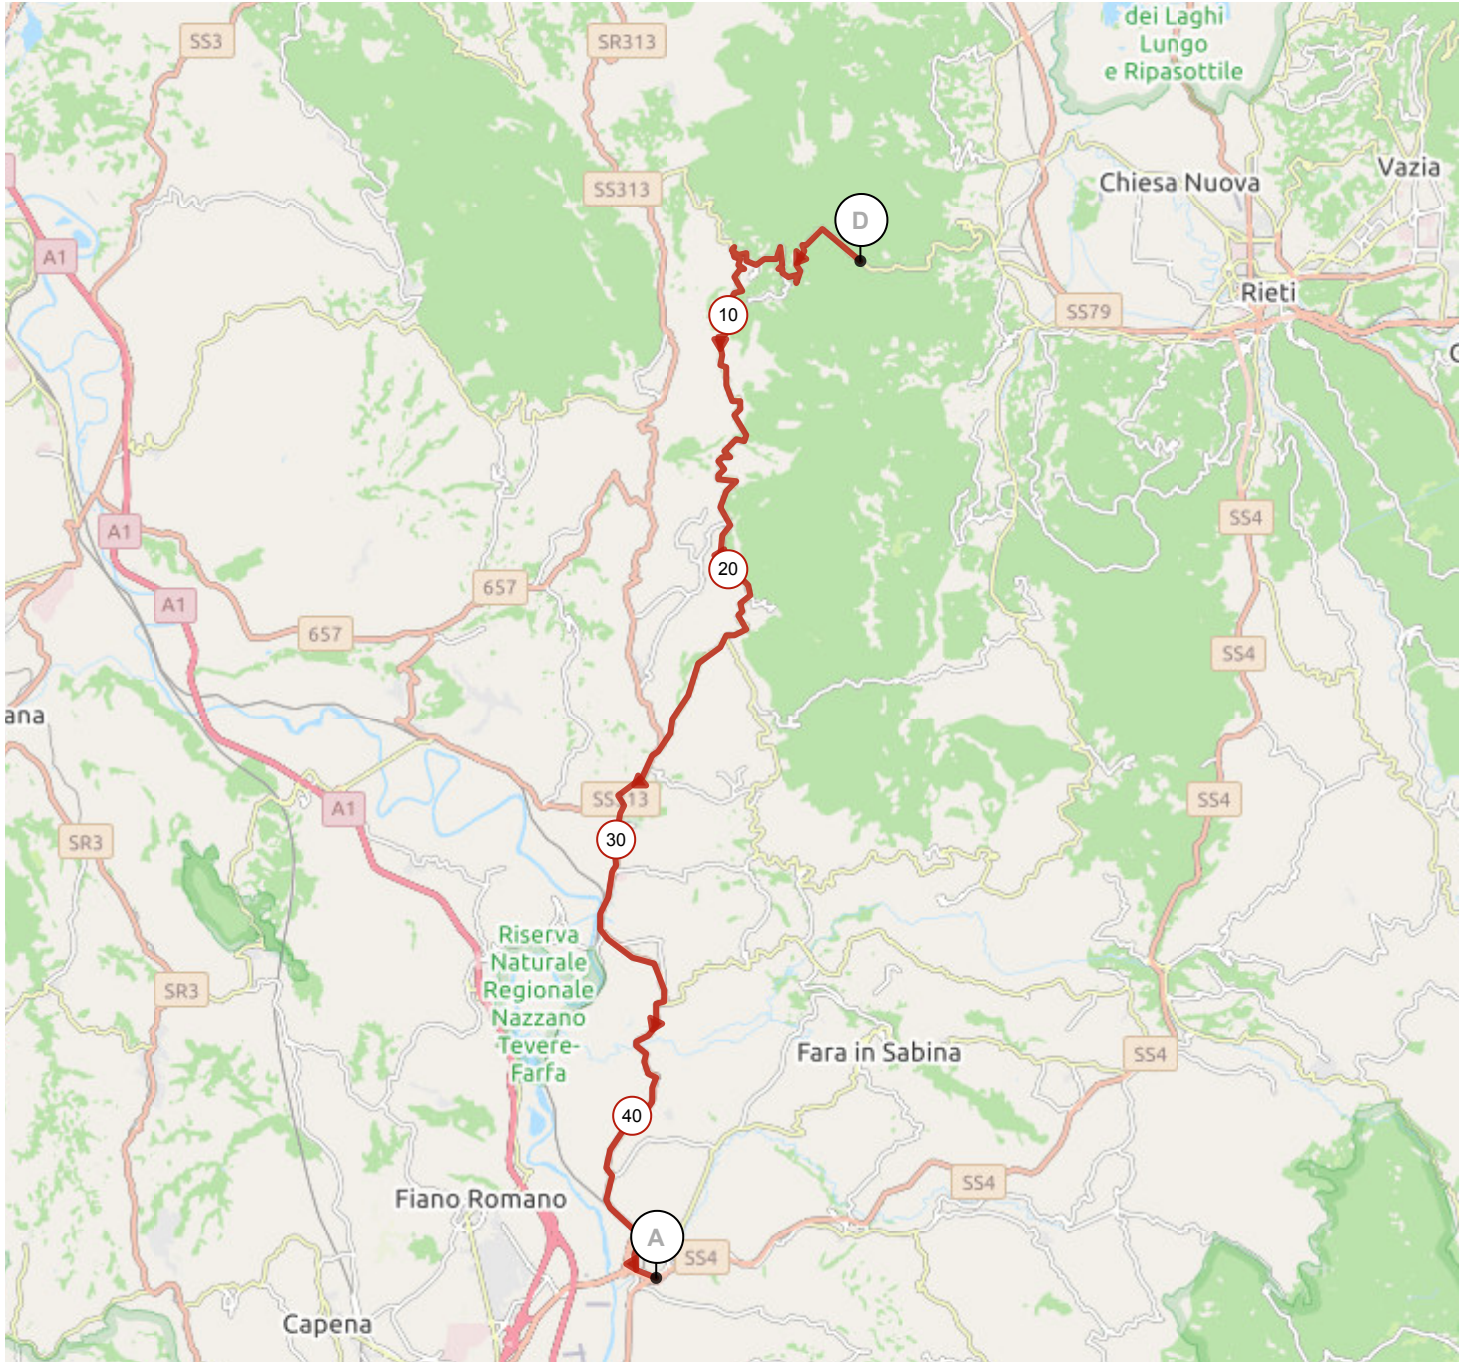 dei Laghi
Lungo
e Ripasottile
SS3
SR313
Vazia
Chiesa Nuova
SS313
D
A1
Rieti
10
SS79
SS4
A1
20
657
A1
657
SS4
ana
SS 13
SS4
A1
SR3
30
Riserva
Naturale
Regionale
Nazzano
Tevere-
Farfa
SR3
Fara in Sabina
SS4
40
SS4
Fiano Romano
A
SS4
Capena